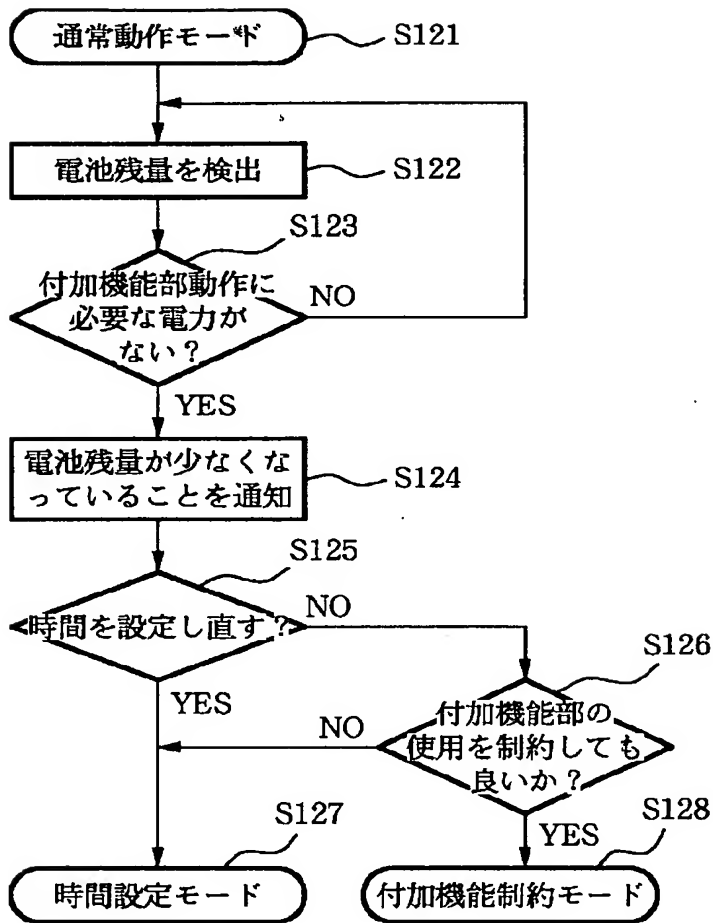 通常動作モード
S121
電池残量を検出
S122
S123
付加機能部動作に
必要な電力が
ない？
NO
YES
電池残量が少なくな
っていることを通知
S124
S125
時間を設定し直す？
NO
YES
S126
付加機能部の
使用を制約しても
良いか？
NO
YES
S127
時間設定モード
S128
付加機能制約モード